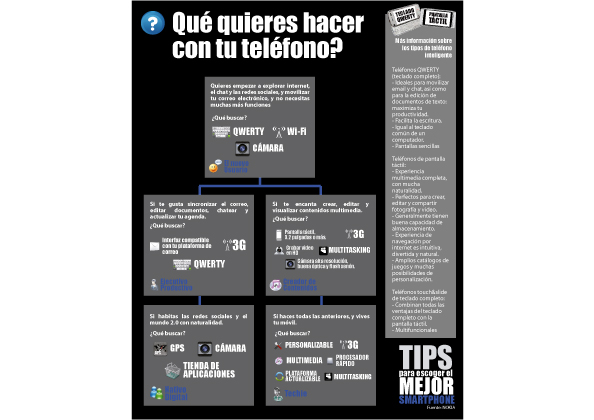 Qué quieres hacer
con tu teléfono?
TECLADO
QWERTY
PANTALLA
TÁCTIL
Más información sobre
los tipos de teléfono
inteligente
Teléfonos QWERTY
(teclado completo):
- Ideales para movilizar
email y chat, así como
para la edición de
documentos de texto:
maximiza tu
productividad.
- Facilita la escritura.
- Igual al teclado
común de un
computador.
- Pantallas sencillas
Teléfonos de pantalla
táctil:
- Experiencia
multimedia completa,
con mucha
naturalidad.
- Perfectos para crear,
editar y compartir
fotografía y video.
- Generalmente tienen
buena capacidad de
almacenamiento.
- Experiencia de
navegación por
internet es intuitiva,
divertida y natural.
- Amplios catálogos de
juegos y muchas
posibilidades de
personalización.
Teléfonos touch&slide
de teclado completo:
- Combinan todas las
ventajas del teclado
completo con la
pantalla táctil.
- Multifuncionales
Quieres empezar a explorar internet,
el chat y las redes sociales, y movilizar
tu correo electrónico, y no necesitas
muchas más funciones
¿Qué buscar?
QWERTY
Wi-Fi
CÁMARA
Si te gusta sincronizar el correo,
editar documentos, chatear y
actualizar tu agenda.
¿Qué buscar?
Interfaz compatible
con tu plataforma de
correo
3G
QWERTY
Si te encanta crear, editar y
visualizar contenidos multimedia.
¿Qué buscar?
Pantalla táctil,
3.2 pulgadas o más.
3G
Grabar video
en HD
MULTITASKING
Cámara alta resolución,
buena óptica y flash xenón.
Creador de
Contenidos
Si habitas las redes sociales y el
mundo 2.0 con naturalidad.
¿Qué buscar?
GPS
CÁMARA
TIENDA DE
APLICACIONES
Nativo
Digital
Si haces todas las anteriores, y vives
tu móvil.
¿Qué buscar?
PERSONALIZABLE
3G
MULTIMEDIA
PROCESADOR
RÁPIDO
PLATAFORMA
ACTUALIZABLE
MULTITASKING
TIPS
para escoger el
MEJOR
SMARTPHONE
Fuente: NOKIA